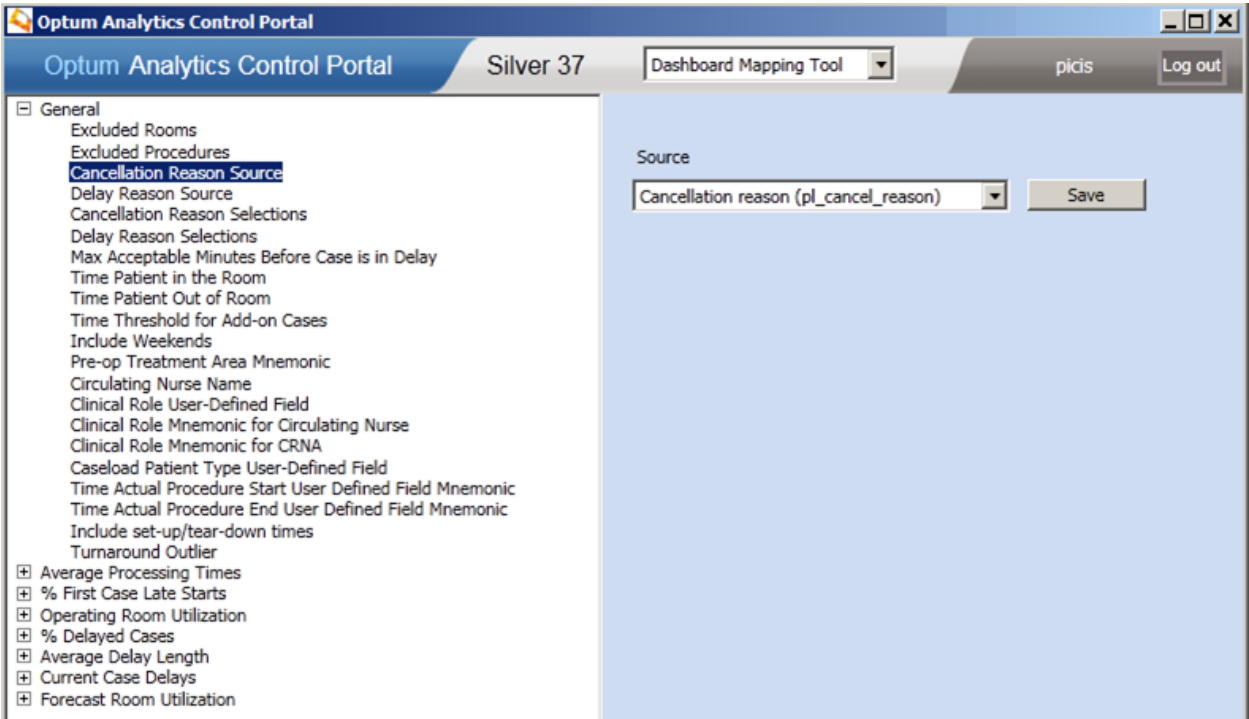 Optum Analytics Control Portal
Optum Analytics Control Portal
Silver 37
Dashboard Mapping Tool
picis
Log out
General
Excluded Rooms
Excluded Procedures
Cancellation Reason Source
Delay Reason Source
Cancellation Reason Selections
Delay Reason Selections
Max Acceptable Minutes Before Case is in Delay
Time Patient in the Room
Time Patient Out of Room
Time Threshold for Add-on Cases
Include Weekends
Pre-op Treatment Area Mnemonic
Circulating Nurse Name
Clinical Role User-Defined Field
Clinical Role Mnemonic for Circulating Nurse
Clinical Role Mnemonic for CRNA
Caseload Patient Type User-Defined Field
Time Actual Procedure Start User Defined Field Mnemonic
Time Actual Procedure End User Defined Field Mnemonic
Include set-up/tear-down times
Turnaround Outlier
Average Processing Times
% First Case Late Starts
Operating Room Utilization
% Delayed Cases
Average Delay Length
Current Case Delays
Forecast Room Utilization
Source
Cancellation reason (pl_cancel_reason)
Save